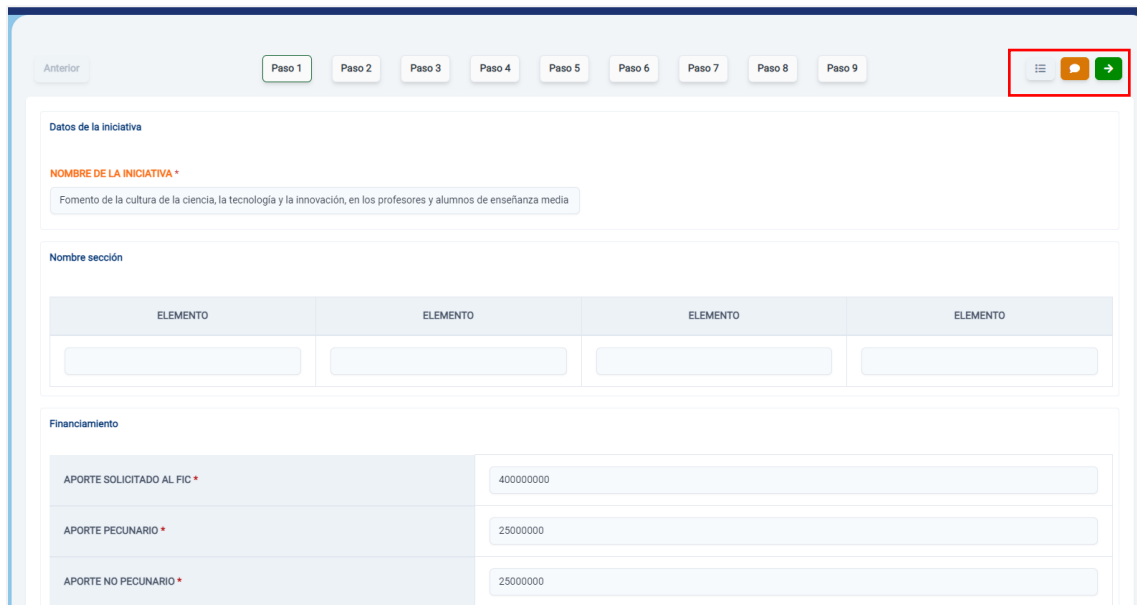 Anterior Paso 1 Paso 2 Paso 3 Paso 4 Paso 5 Paso 6 Paso 7 Paso 8 Paso 9
Datos de la iniciativa
NOMBRE DE LA INICIATIVA *
Fomento de la cultura de la ciencia, la tecnología y la innovación, en los profesores y alumnos de enseñanza media
Nombre sección
ELEMENTO ELEMENTO ELEMENTO ELEMENTO
Financiamiento
APORTE SOLICITADO AL FIC * 400000000
APORTE PECUNARIO * 25000000
APORTE NO PECUNARIO * 25000000